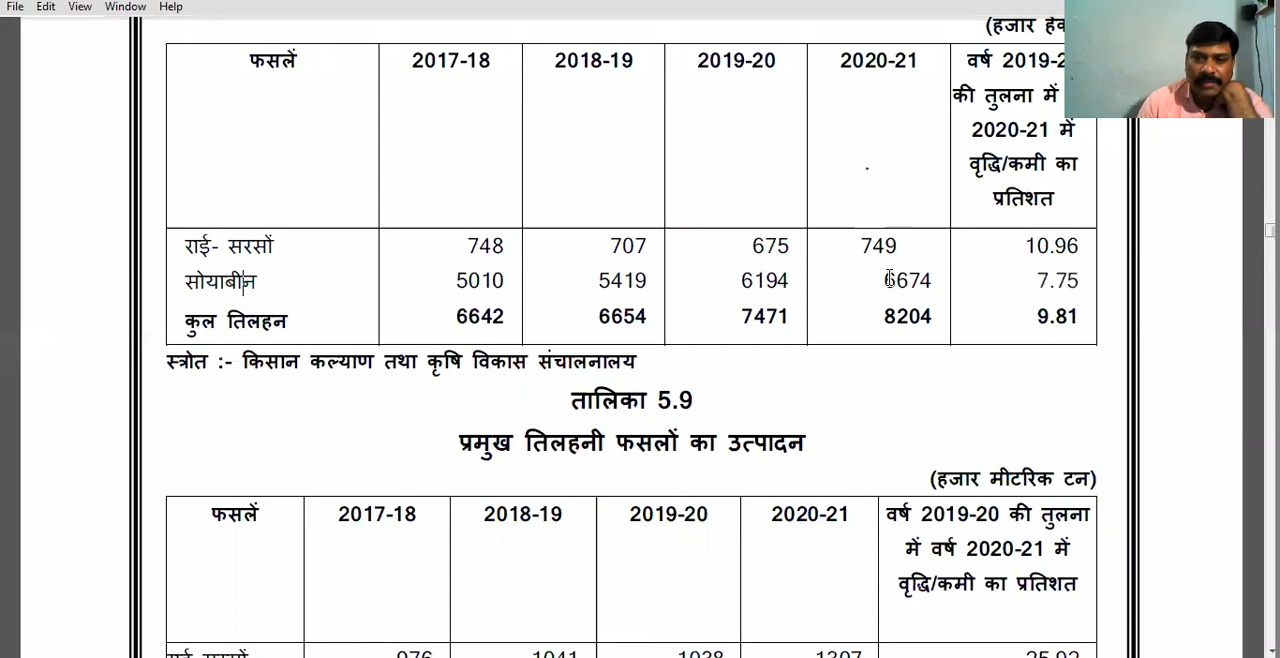 File Edit View Window Help
(हजार
फसलें 2017-18 2018-19 2019-20 2020-21 वर्ष
की तुलना में
2020-21 में
वृद्धि/कमी का
प्रतिशत
राई- सरसों 748 707 675 749 10.96
सोयाबीन 5010 5419 6194 6674 7.75
कुल तिलहन 6642 6654 7471 8204 9.81
स्त्रोत :- किसान कल्याण तथा कृषि विकास संचालनालय
तालिका 5.9
प्रमुख तिलहनी फसलों का उत्पादन
(हजार मीटरिक टन)
फसलें 2017-18 2018-19 2019-20 2020-21 वर्ष 2019-20 की तुलना
में वर्ष 2020-21 में
वृद्धि/कमी का प्रतिशत